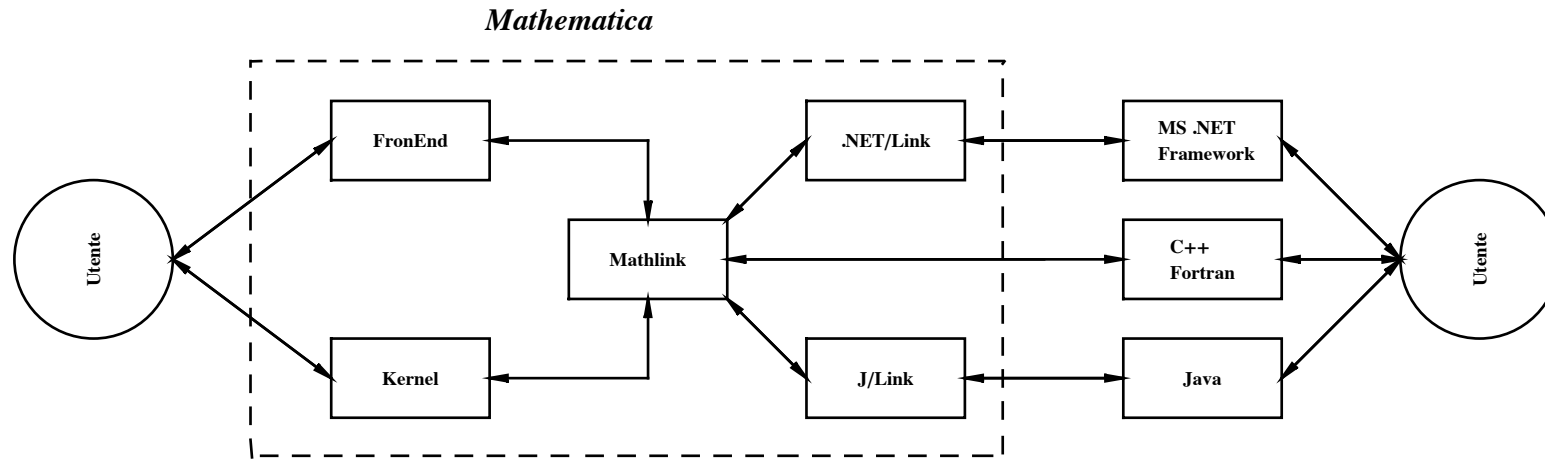 Mathematica
FronEnd
.NET/Link
MS .NET
Framework
Utente
Mathlink
C++
Fortran
Utente
Kernel
J/Link
Java